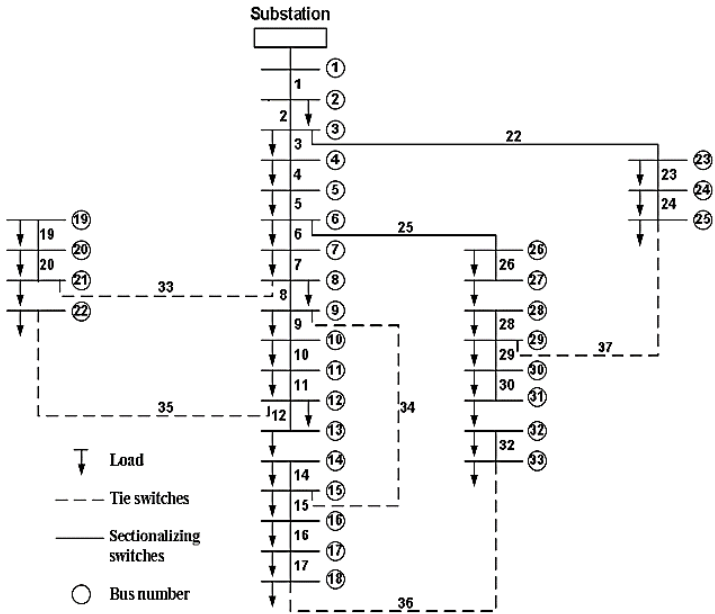 Substation
1
1
2
2
3
3 22
4 23
4 23
5 24
5 24
19 6 25
19 6 25
20 7 26
20 7 26
21 8 27
33 8
22 9 28
9 28
10 29
10 29 37
11 30
11 30
12 31
35 12 34
13 32
32
Load 14 33
14
Tie switches 15
15
16
Sectionalizing 16
switches 17
17
Bus number 18
36